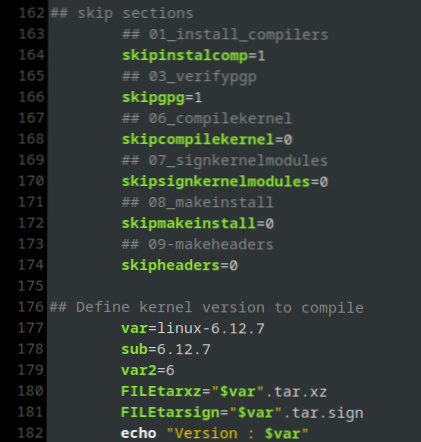 162 ## skip sections
163 ## 01_install_compilers
164 skipinstalcomp=1
165 ## 03_verifypgp
166 skipgpg=1
167 ## 06_compilekernel
168 skipcompilekernel=0
169 ## 07_signkernelmodules
170 skipsignkernelmodules=0
171 ## 08_makeinstall
172 skipmakeinstall=0
173 ## 09-makeheaders
174 skipheaders=0
175
176 ## Define kernel version to compile
177 var=linux-6.12.7
178 sub=6.12.7
179 var2=6
180 FILEtarxz="$var".tar.xz
181 FILEtarsign="$var".tar.sign
182 echo "Version : $var"